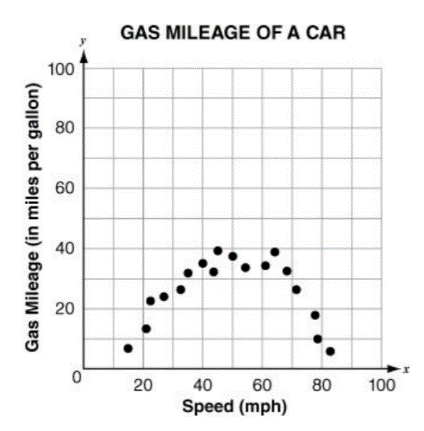 GAS MILEAGE OF A CAR
y
100
80
60
40
20
0
20 40 60 80 100
x
Gas Mileage (in miles per gallon)
Speed (mph)